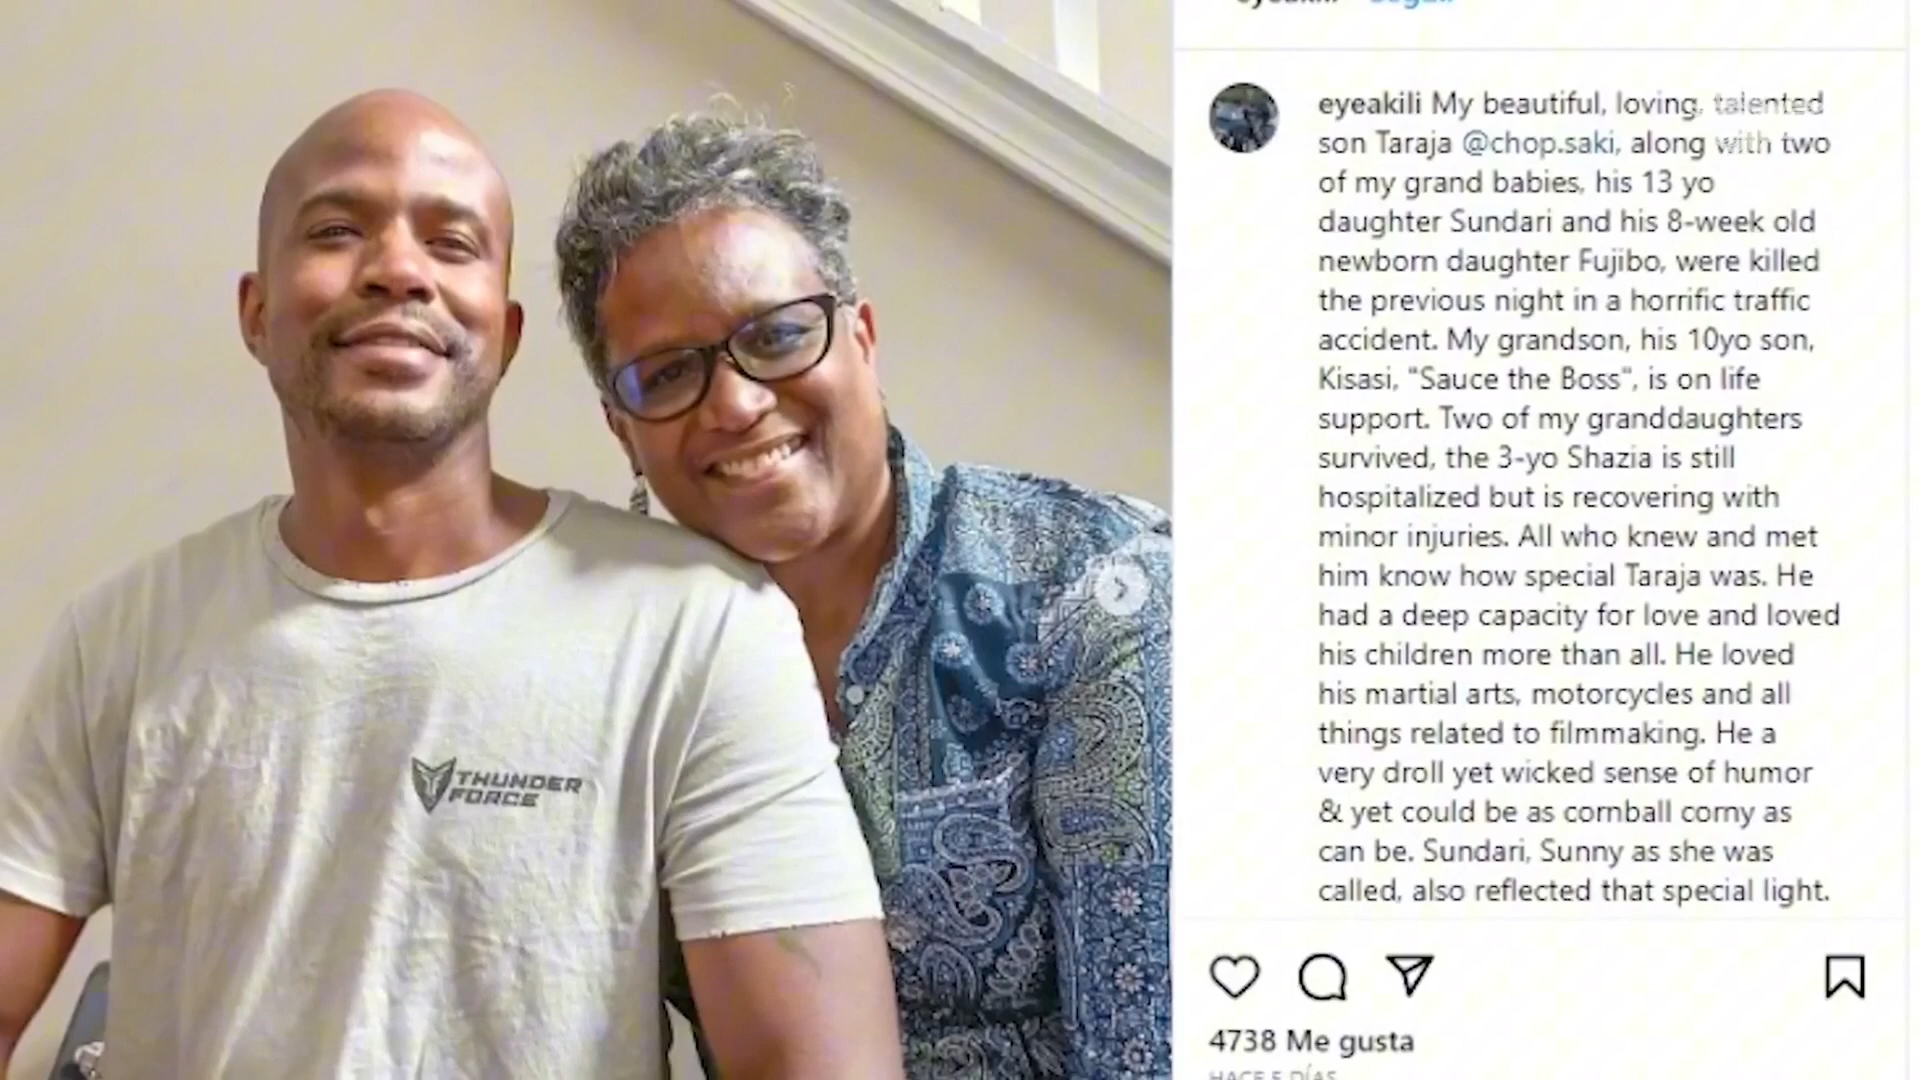 THUNDER
FORCE
eyeakili My beautiful, loving, talented
son Taraja @chop.saki, along with two
of my grand babies, his 13 yo
daughter Sundari and his 8-week old
newborn daughter Fujibo, were killed
the previous night in a horrific traffic
accident. My grandson, his 10yo son,
Kisasi, "Sauce the Boss", is on life
support. Two of my granddaughters
survived, the 3-yo Shazia is still
hospitalized but is recovering with
minor injuries. All who knew and met
him know how special Taraja was. He
had a deep capacity for love and loved
his children more than all. He loved
his martial arts, motorcycles and all
things related to filmmaking. He a
very droll yet wicked sense of humor
& yet could be as cornball corny as
can be. Sundari, Sunny as she was
called, also reflected that special light.
4738 Me gusta
HACE 5 DÍAS